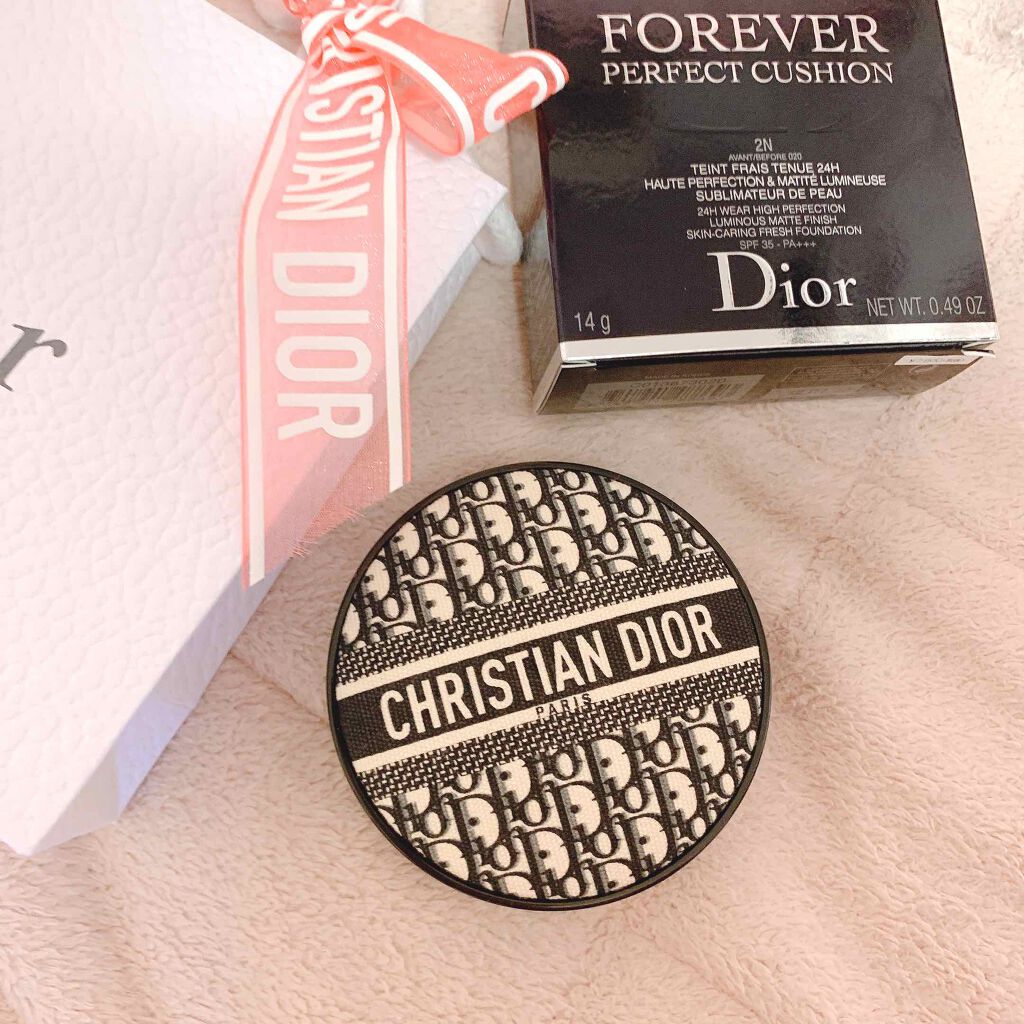 CHRISTIAN DIOR
r
FOREVER
PERFECT CUSHION
2N
AVANT/BEFORE 020
TEINT FRAIS TENUE 24H
HAUTE PERFECTION & MATITÉ LUMINEUSE
SUBLIMATEUR DE PEAU
24H WEAR HIGH PERFECTION
LUMINOUS MATTE FINISH
SKIN-CARING FRESH FOUNDATION
SPF 35 - PA+++
Dior
14 g
NET WT. 0.49 OZ
CHRISTIAN DIOR
PARIS